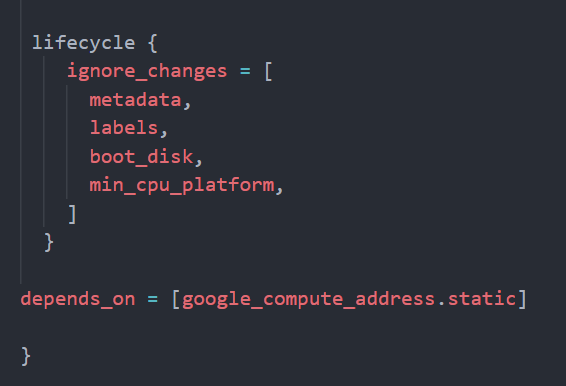 lifecycle {
ignore_changes = [
metadata,
labels,
boot_disk,
min_cpu_platform,
]
}
depends_on = [google_compute_address.static]
}